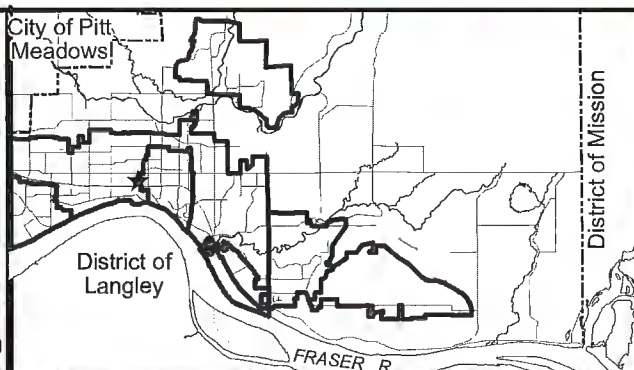 City of Pitt
Meadows
District of Mission
District of
Langley
FRASER R